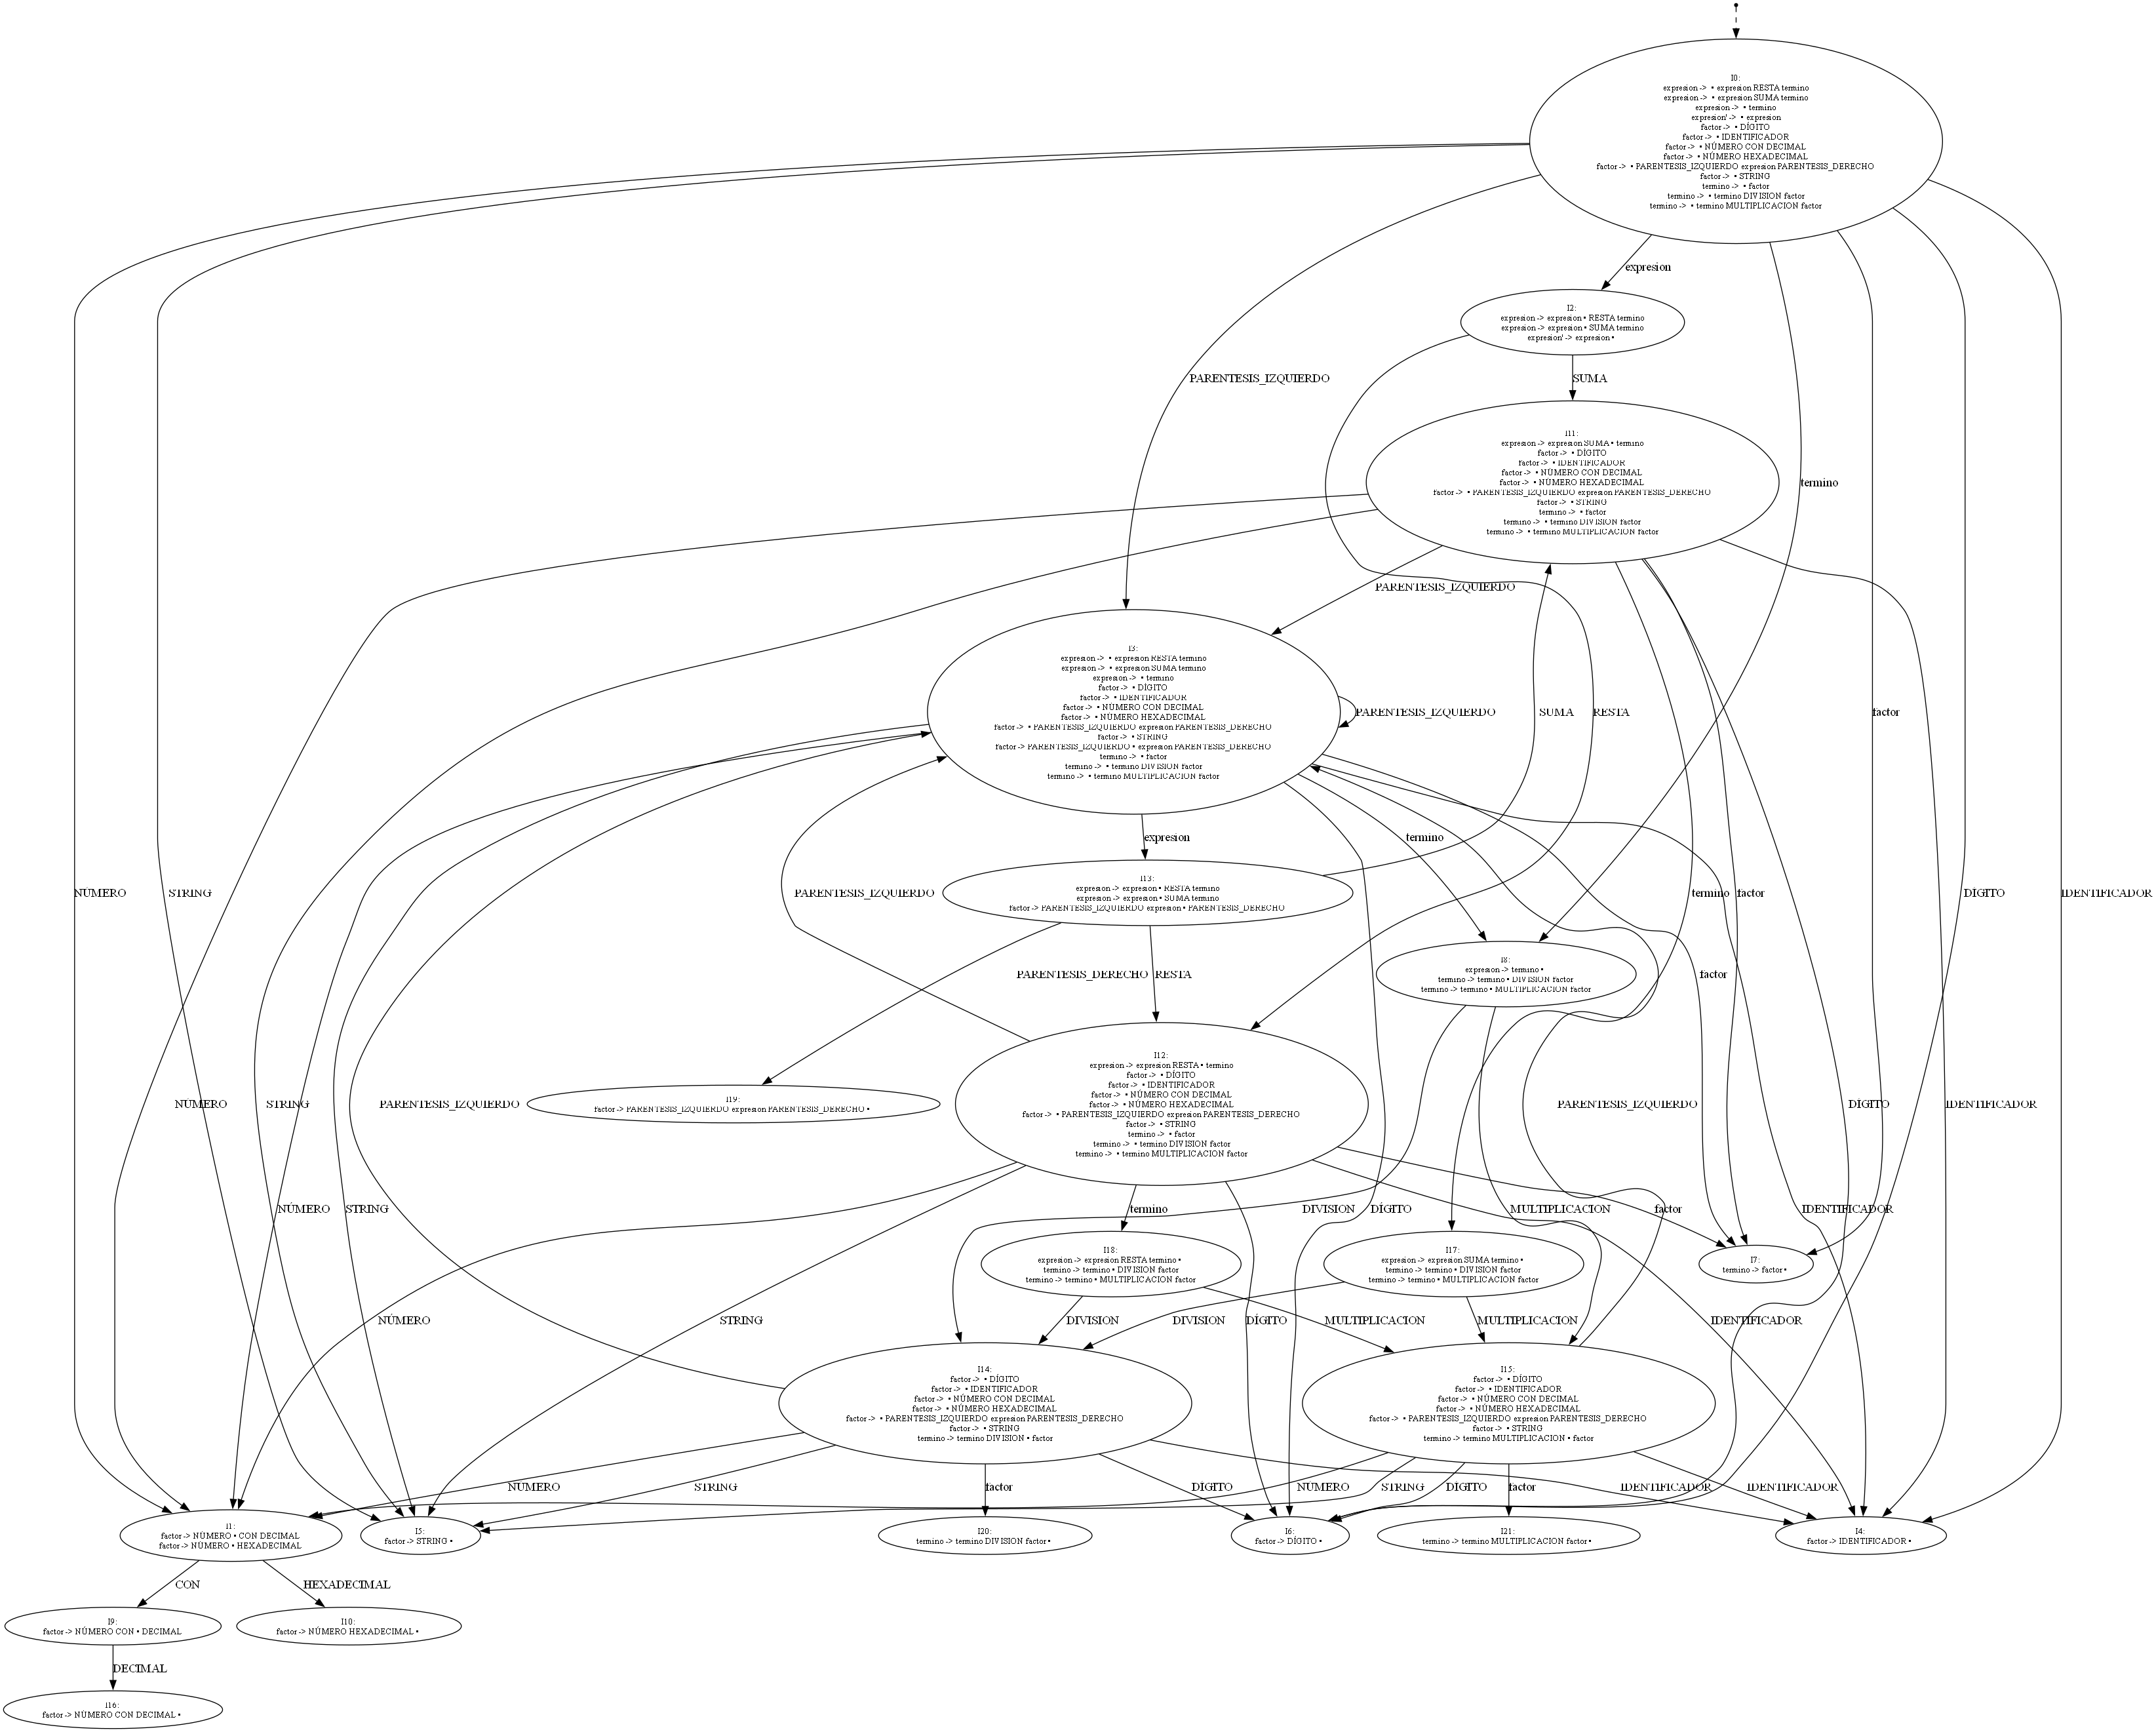 I0:
expresion -> • expresion RESTA termino
expresion -> • expresion SUMA termino
expresion -> • termino
expresion' -> • expresion
factor -> • DÍGITO
factor -> • IDENTIFICADOR
factor -> • NÚMERO CON DECIMAL
factor -> • NÚMERO HEXADECIMAL
factor -> • PARENTESIS_IZQUIERDO expresion PARENTESIS_DERECHO
factor -> • STRING
termino -> • factor
termino -> • termino DIVISION factor
termino -> • termino MULTIPLICACION factor
expresion
I2:
expresion -> expresion • RESTA termino
expresion -> expresion • SUMA termino
expresion' -> expresion •
PARENTESIS_IZQUIERDO
SUMA
I11:
expresion -> expresion SUMA • termino
factor -> • DÍGITO
factor -> • IDENTIFICADOR
factor -> • NÚMERO CON DECIMAL
factor -> • NÚMERO HEXADECIMAL
factor -> • PARENTESIS_IZQUIERDO expresion PARENTESIS_DERECHO
factor -> • STRING
termino -> • factor
termino -> • termino DIVISION factor
termino -> • termino MULTIPLICACION factor
termino
PARENTESIS_IZQUIERDO
I3:
expresion -> • expresion RESTA termino
expresion -> • expresion SUMA termino
expresion -> • termino
factor -> • DÍGITO
factor -> • IDENTIFICADOR
factor -> • NÚMERO CON DECIMAL
factor -> • NÚMERO HEXADECIMAL
factor -> • PARENTESIS_IZQUIERDO expresion PARENTESIS_DERECHO
factor -> • STRING
factor -> PARENTESIS_IZQUIERDO • expresion PARENTESIS_DERECHO
termino -> • factor
termino -> • termino DIVISION factor
termino -> • termino MULTIPLICACION factor
PARENTESIS_IZQUIERDO
SUMA
RESTA
factor
expresion
termino
I13:
expresion -> expresion • RESTA termino
expresion -> expresion • SUMA termino
factor -> PARENTESIS_IZQUIERDO expresion • PARENTESIS_DERECHO
NÚMERO
STRING
PARENTESIS_IZQUIERDO
termino
factor
DÍGITO
IDENTIFICADOR
PARENTESIS_DERECHO
RESTA
I8:
expresion -> termino •
termino -> termino • DIVISION factor
termino -> termino • MULTIPLICACION factor
factor
I19:
factor -> PARENTESIS_IZQUIERDO expresion PARENTESIS_DERECHO •
I12:
expresion -> expresion RESTA • termino
factor -> • DÍGITO
factor -> • IDENTIFICADOR
factor -> • NÚMERO CON DECIMAL
factor -> • NÚMERO HEXADECIMAL
factor -> • PARENTESIS_IZQUIERDO expresion PARENTESIS_DERECHO
factor -> • STRING
termino -> • factor
termino -> • termino DIVISION factor
termino -> • termino MULTIPLICACION factor
NÚMERO
STRING
PARENTESIS_IZQUIERDO
PARENTESIS_IZQUIERDO
DÍGITO
IDENTIFICADOR
NÚMERO
STRING
termino
DIVISION
DÍGITO
MULTIPLICACION
factor
IDENTIFICADOR
I18:
expresion -> expresion RESTA termino •
termino -> termino • DIVISION factor
termino -> termino • MULTIPLICACION factor
I17:
expresion -> expresion SUMA termino •
termino -> termino • DIVISION factor
termino -> termino • MULTIPLICACION factor
I7:
termino -> factor •
NÚMERO
STRING
DIVISION
DIVISION
DÍGITO
MULTIPLICACION
MULTIPLICACION
IDENTIFICADOR
I14:
factor -> • DÍGITO
factor -> • IDENTIFICADOR
factor -> • NÚMERO CON DECIMAL
factor -> • NÚMERO HEXADECIMAL
factor -> • PARENTESIS_IZQUIERDO expresion PARENTESIS_DERECHO
factor -> • STRING
termino -> termino DIVISION • factor
I15:
factor -> • DÍGITO
factor -> • IDENTIFICADOR
factor -> • NÚMERO CON DECIMAL
factor -> • NÚMERO HEXADECIMAL
factor -> • PARENTESIS_IZQUIERDO expresion PARENTESIS_DERECHO
factor -> • STRING
termino -> termino MULTIPLICACION • factor
NÚMERO
STRING
factor
DÍGITO
NÚMERO
STRING
DÍGITO
factor
IDENTIFICADOR
IDENTIFICADOR
I1:
factor -> NÚMERO • CON DECIMAL
factor -> NÚMERO • HEXADECIMAL
I5:
factor -> STRING •
I20:
termino -> termino DIVISION factor •
I6:
factor -> DÍGITO •
I21:
termino -> termino MULTIPLICACION factor •
I4:
factor -> IDENTIFICADOR •
CON
HEXADECIMAL
I9:
factor -> NÚMERO CON • DECIMAL
I10:
factor -> NÚMERO HEXADECIMAL •
DECIMAL
I16:
factor -> NÚMERO CON DECIMAL •